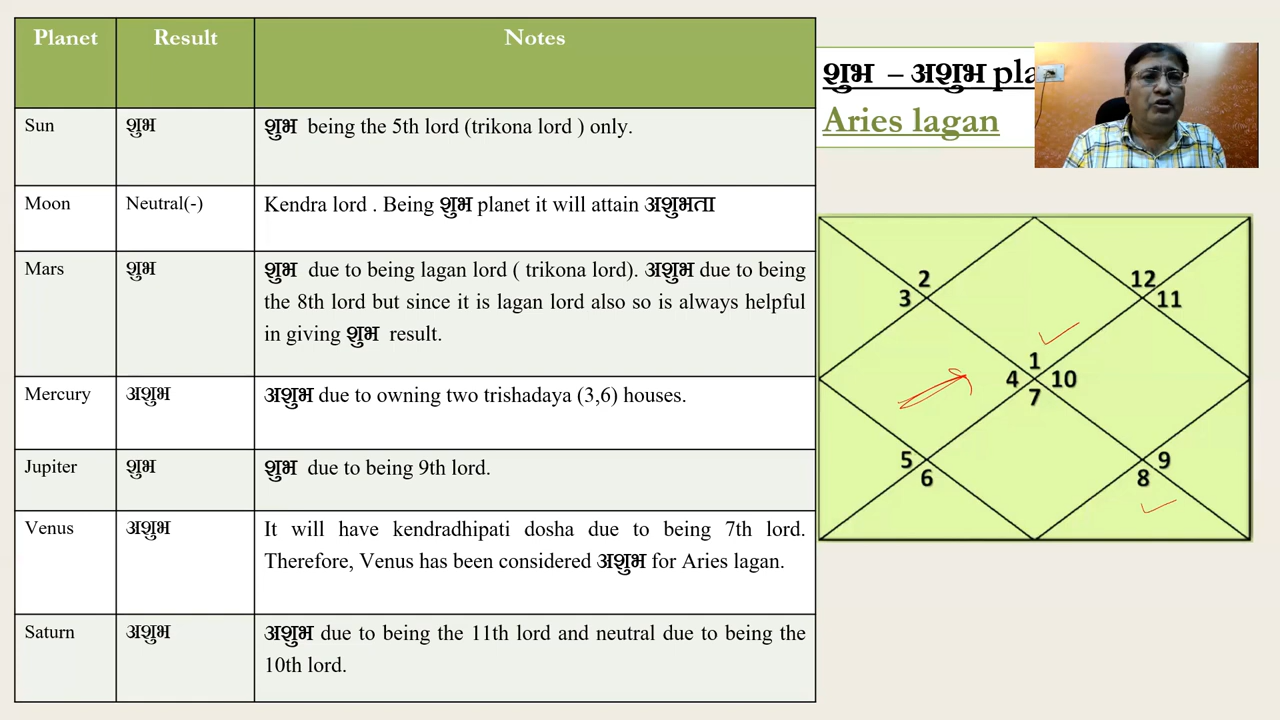 Planet Result Notes
Sun शुभ शुभ being the 5th lord (trikona lord ) only.
Moon Neutral(-) Kendra lord . Being शुभ planet it will attain अशुभता
Mars शुभ शुभ due to being lagan lord ( trikona lord). अशुभ due to being
the 8th lord but since it is lagan lord also so is always helpful
in giving शुभ result.
Mercury अशुभ अशुभ due to owning two trishadaya (3,6) houses.
Jupiter शुभ शुभ due to being 9th lord.
Venus अशुभ It will have kendradhipati dosha due to being 7th lord.
Therefore, Venus has been considered अशुभ for Aries lagan.
Saturn अशुभ अशुभ due to being the 11th lord and neutral due to being the
10th lord.
शुभ – अशुभ pla
Aries lagan
2 12
3 11
1
4 10
7
5 9
6 8